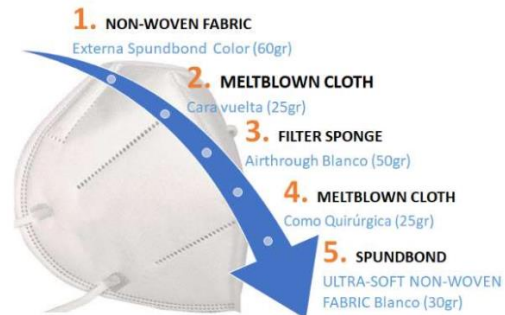 1. NON-WOVEN FABRIC
Externa Spundbond Color (60gr)
2. MELTBLOWN CLOTH
Cara vuelta (25gr)
3. FILTER SPONGE
Airthrough Blanco (50gr)
4. MELTBLOWN CLOTH
Como Quirúrgica (25gr)
5. SPUNDBOND
ULTRA-SOFT NON-WOVEN
FABRIC Blanco (30gr)